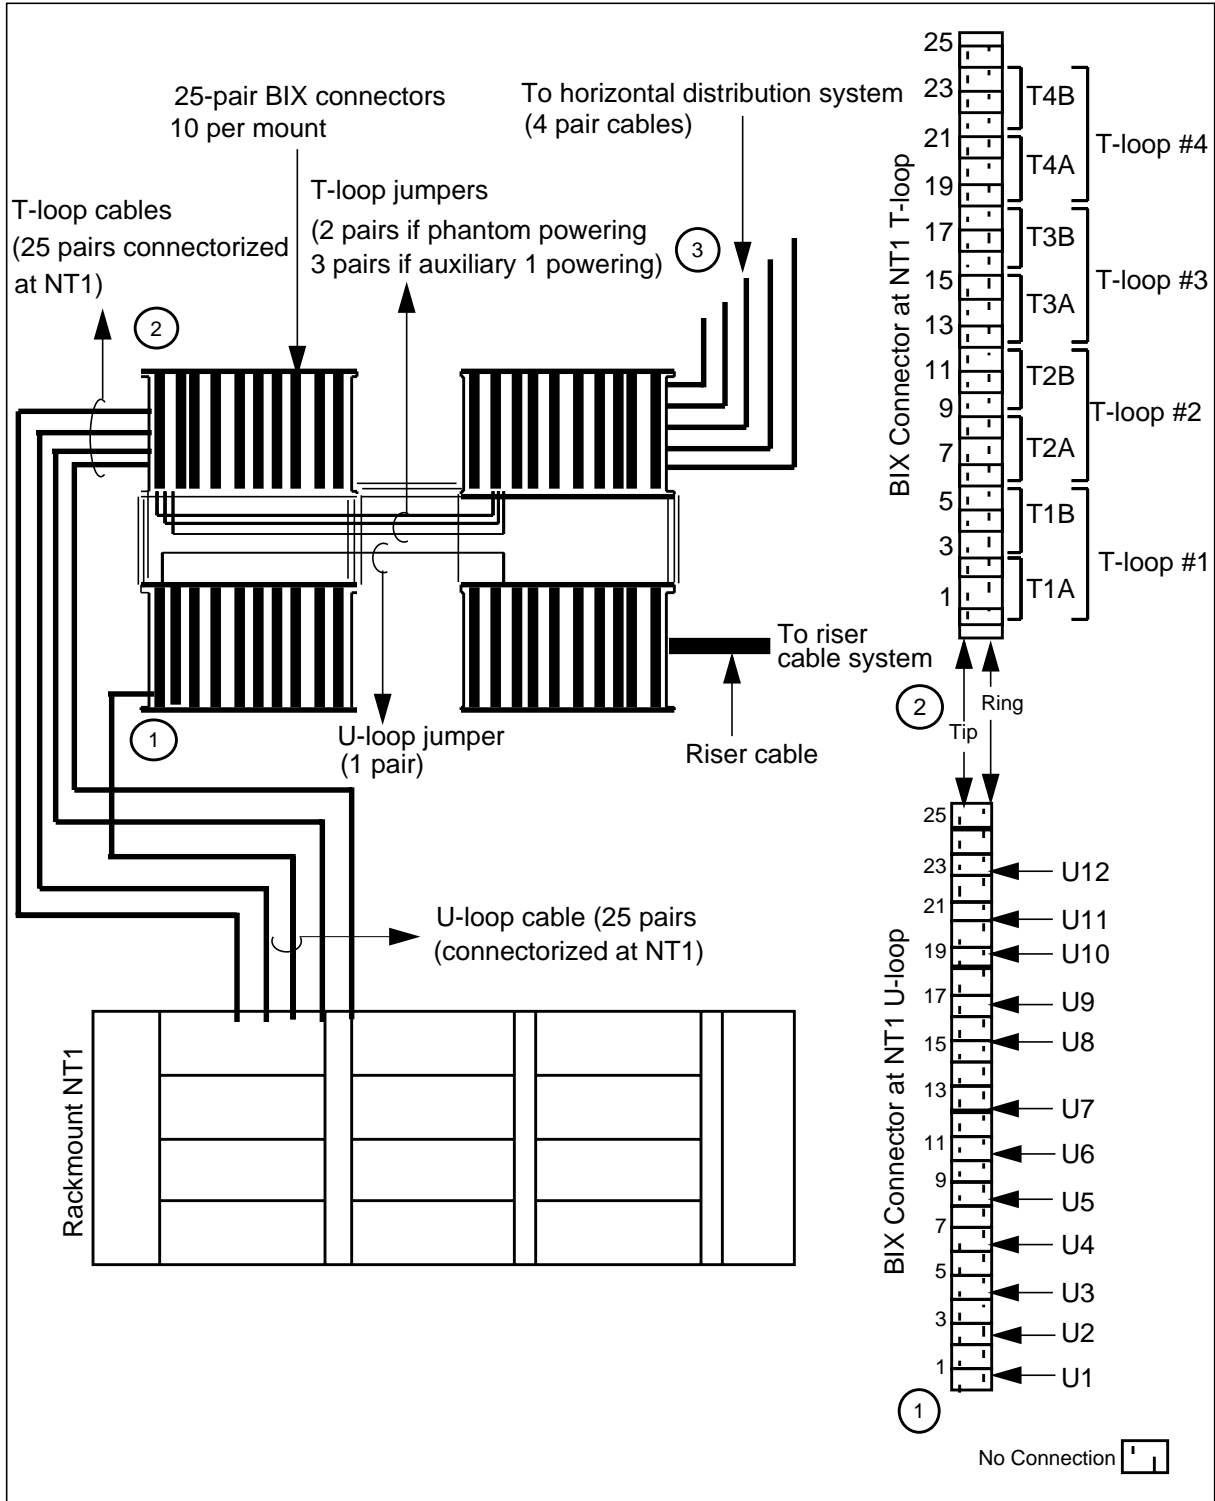 25-pair BIX connectors
10 per mount
To horizontal distribution system
(4 pair cables)
T-loop jumpers
(2 pairs if phantom powering
3 pairs if auxiliary 1 powering)
3
T-loop cables
(25 pairs connectorized
at NT1)
2
1
U-loop jumper
(1 pair)
To riser
cable system
Riser cable
U-loop cable (25 pairs
(connectorized at NT1)
Rackmount NT1
BIX Connector at NT1 T-loop
25
23
21
19
17
15
13
11
9
7
5
3
1
T4B
T4A
T3B
T3A
T2B
T2A
T1B
T1A
T-loop #4
T-loop #3
T-loop #2
T-loop #1
2
Tip
Ring
BIX Connector at NT1 U-loop
25
23
21
19
17
15
13
11
9
7
5
3
1
U12
U11
U10
U9
U8
U7
U6
U5
U4
U3
U2
U1
1
No Connection